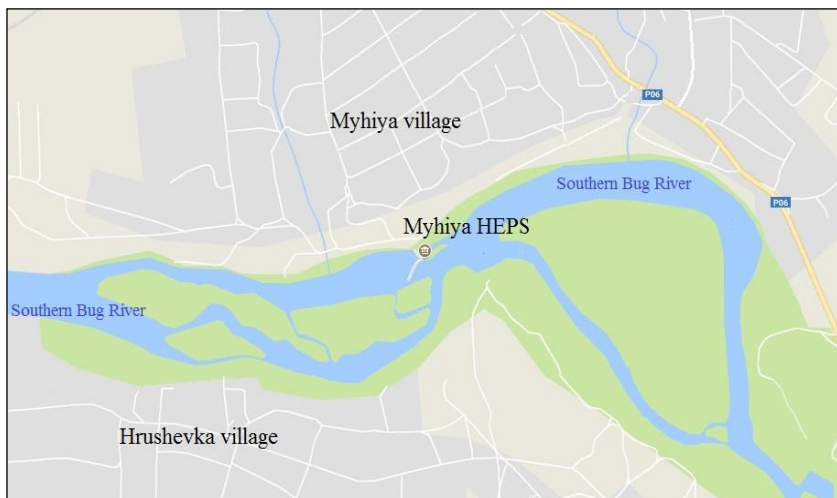 P06
Myhiya village
Southern Bug River
P06
Myhiya HEPS
Southern Bug River
Hrushevka village